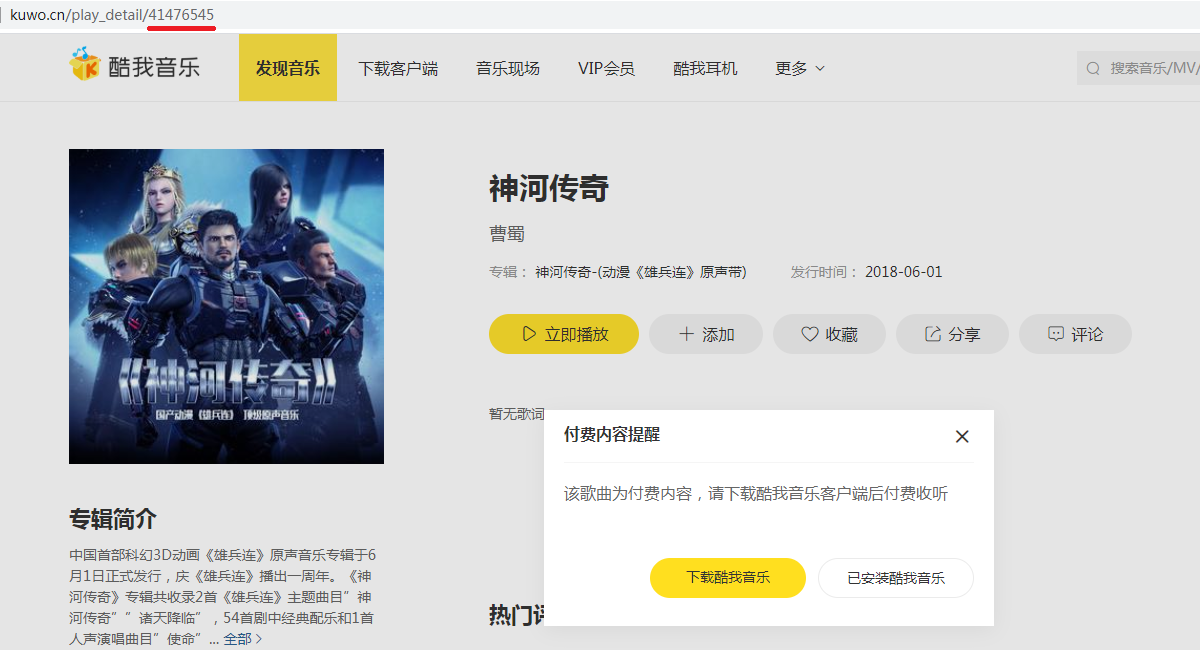 kuwo.cn/play_detail/41476545
酷我音乐
发现音乐
下载客户端
音乐现场
VIP会员
酷我耳机
更多
搜索音乐/MV/
神河传奇
曹蜀
专辑： 神河传奇-(动漫《雄兵连》原声带) 发行时间： 2018-06-01
立即播放
添加
收藏
分享
评论
《神河传奇》
国产动漫《雄兵连》 顶级原声音乐
暂无歌词
付费内容提醒
该歌曲为付费内容，请下载酷我音乐客户端后付费收听
下载酷我音乐
已安装酷我音乐
专辑简介
中国首部科幻3D动画《雄兵连》原声音乐专辑于6
月1日正式发行，庆《雄兵连》播出一周年。《神
河传奇》专辑共收录2首《雄兵连》主题曲目”神
河传奇””诸天降临”，54首剧中经典配乐和1首
人声演唱曲目”使命”... 全部
热门